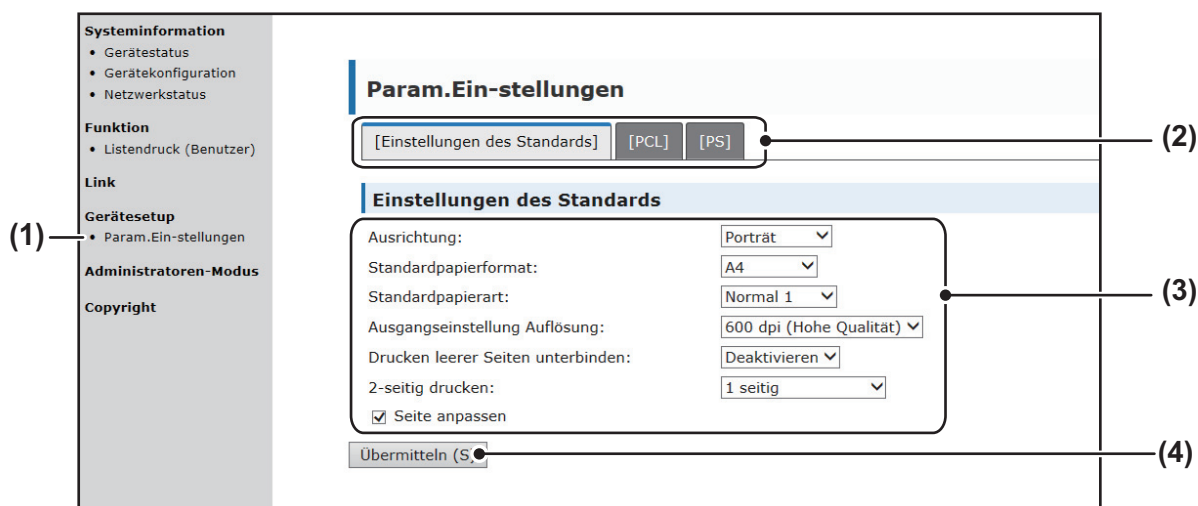 Systeminformation
• Gerätestatus
• Gerätekonfiguration
• Netzwerkstatus
Funktion
• Listendruck (Benutzer)
Link
Gerätesetup
(1)
• Param.Ein-stellungen
Administratoren-Modus
Copyright
Param.Ein-stellungen
[Einstellungen des Standards] [PCL] [PS]
(2)
Einstellungen des Standards
Ausrichtung: Porträt
Standardpapierformat: A4
Standardpapierart: Normal 1
(3)
Ausgangseinstellung Auflösung: 600 dpi (Hohe Qualität)
Drucken leerer Seiten unterbinden: Deaktivieren
2-seitig drucken: 1 seitig
Seite anpassen
Übermitteln (S)
(4)